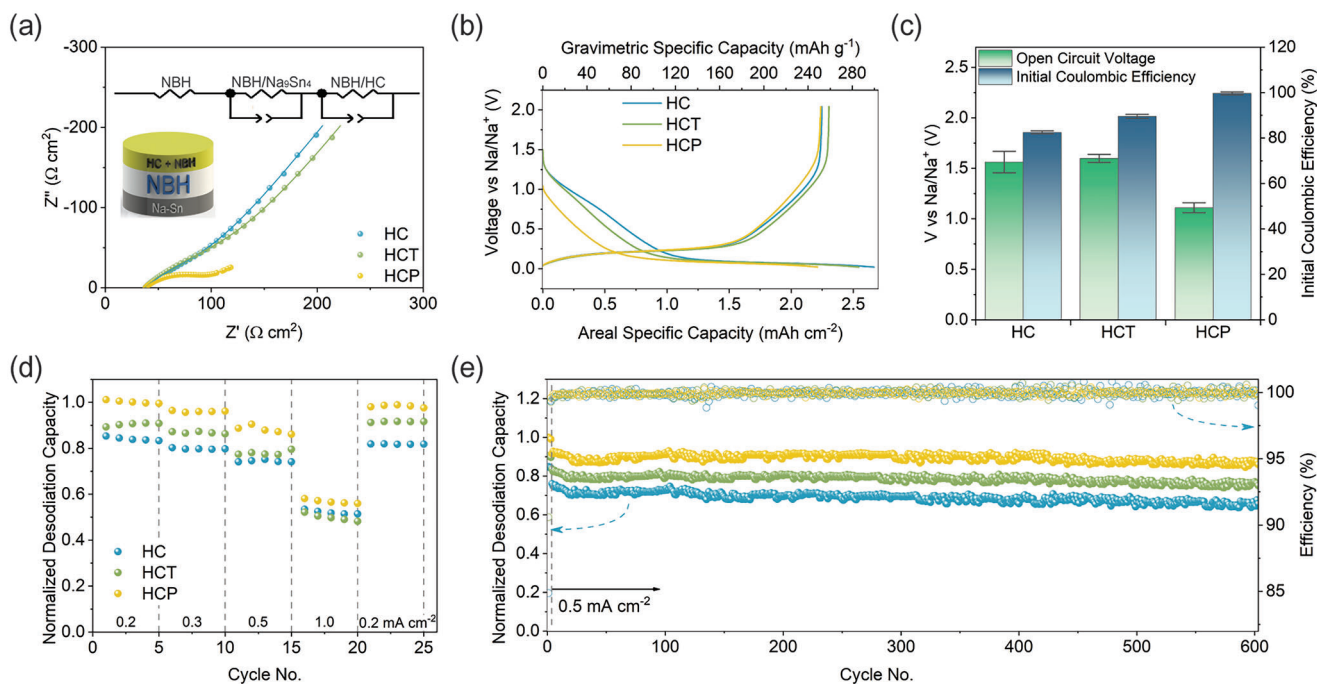 (a)
-300
-200
-100
0
Z'' (Ω cm²)
NBH
NBH/Na₉Sn₄
NBH/HC
HC + NBH
NBH
Na-Sn
HC
HCT
HCP
100
200
300
Z' (Ω cm²)
(b)
Gravimetric Specific Capacity (mAh g⁻¹)
0 40 80 120 160 200 240 280
Voltage vs Na/Na⁺ (V)
2.0
1.5
1.0
0.5
0.0
HC
HCT
HCP
0.0 0.5 1.0 1.5 2.0 2.5
Areal Specific Capacity (mAh cm⁻²)
(c)
V vs Na/Na⁺ (V)
2.5
2.0
1.5
1.0
2.5
0.0
Open Circuit Voltage
Initial Coulombic Efficiency
120
100
80
60
40
20
0
Initial Coulombic Efficiency (%)
HC HCT HCP
(d)
Normalized Desodiation Capacity
1.0
0.8
0.6
0.4
0.2
0.0
HC
HCT
HCP
0.2 0.3 0.5 1.0 0.2 mA cm⁻²
0 5 10 15 20 25
Cycle No.
(e)
Normalized Desodiation Capacity
1.2
1.0
0.8
0.6
0.4
0.2
0.0
0.5 mA cm⁻²
100
95
90
85
Efficiency (%)
0 100 200 300 400 500 600
Cycle No.